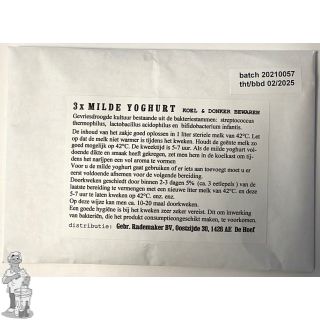 batch 20210057
tht/bbd 02/2025
3x MILDE YOGHURT KOEL & DONKER BEWAREN
Gevriesdroogde kultuur bestaande uit de bakteriestammen: streptococcus
thermophilus, lactobacillus acidophilus en bifidobacterium infantis.
De inhoud van het zakje goed oplossen in 1 liter steriele melk van 42°C. Let
op dat de melk niet warmer is tijdens het kweken. Houdt de geënte melk zo
goed mogelijk op 42°C. De kweektijd is 5-7 uur. Als de milde yoghurt vol-
doende dikte en smaak heeft gekregen, zet men hem in de koelkast om tij-
dens het narijpen een vol aroma te vormen
Voor u de milde yoghurt gaat gebruiken of er iets aan toevoegt moet u er
eerst voldoende afnemen voor de volgende bereiding.
Doorkweken geschiedt door binnen 2-3 dagen 5% (ca. 3 eetlepels) van de
laatste bereiding te vermengen met een nieuwe liter melk van 42°C. en deze
5-7 uur te laten kweken op 42°C. enz. enz.
Op deze wijze kan men ca. 10-20 maal doorkweken.
Een goede hygiëne is bij het kweken zeer zeker vereist. Dit om inwerking
van bakteriën, die het produkt consumptieongeschikt maken, te voorkomen.
distributie: Gebr. Rademaker BV, Oostzijde 30, 1426 AE De Hoef